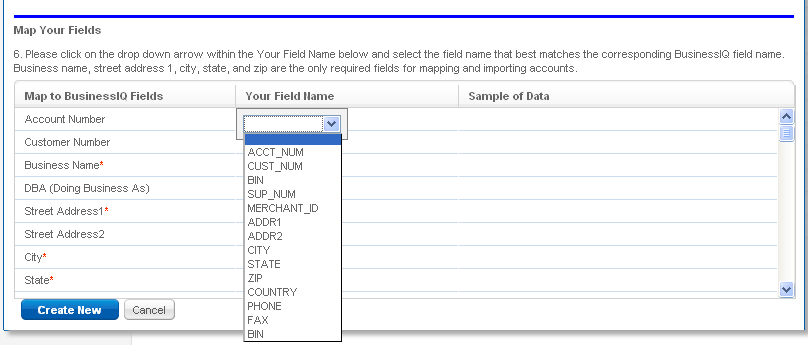 Map Your Fields
6. Please click on the drop down arrow within the Your Field Name below and select the field name that best matches the corresponding BusinessIQ field name.
Business name, street address 1, city, state, and zip are the only required fields for mapping and importing accounts.
Map to BusinessIQ Fields Your Field Name Sample of Data
Account Number
Customer Number
Business Name*
DBA (Doing Business As)
Street Address1*
Street Address2
City*
State*
ACCT_NUM
CUST_NUM
BIN
SUP_NUM
MERCHANT_ID
ADDR1
ADDR2
CITY
STATE
ZIP
COUNTRY
PHONE
FAX
BIN
Create New Cancel